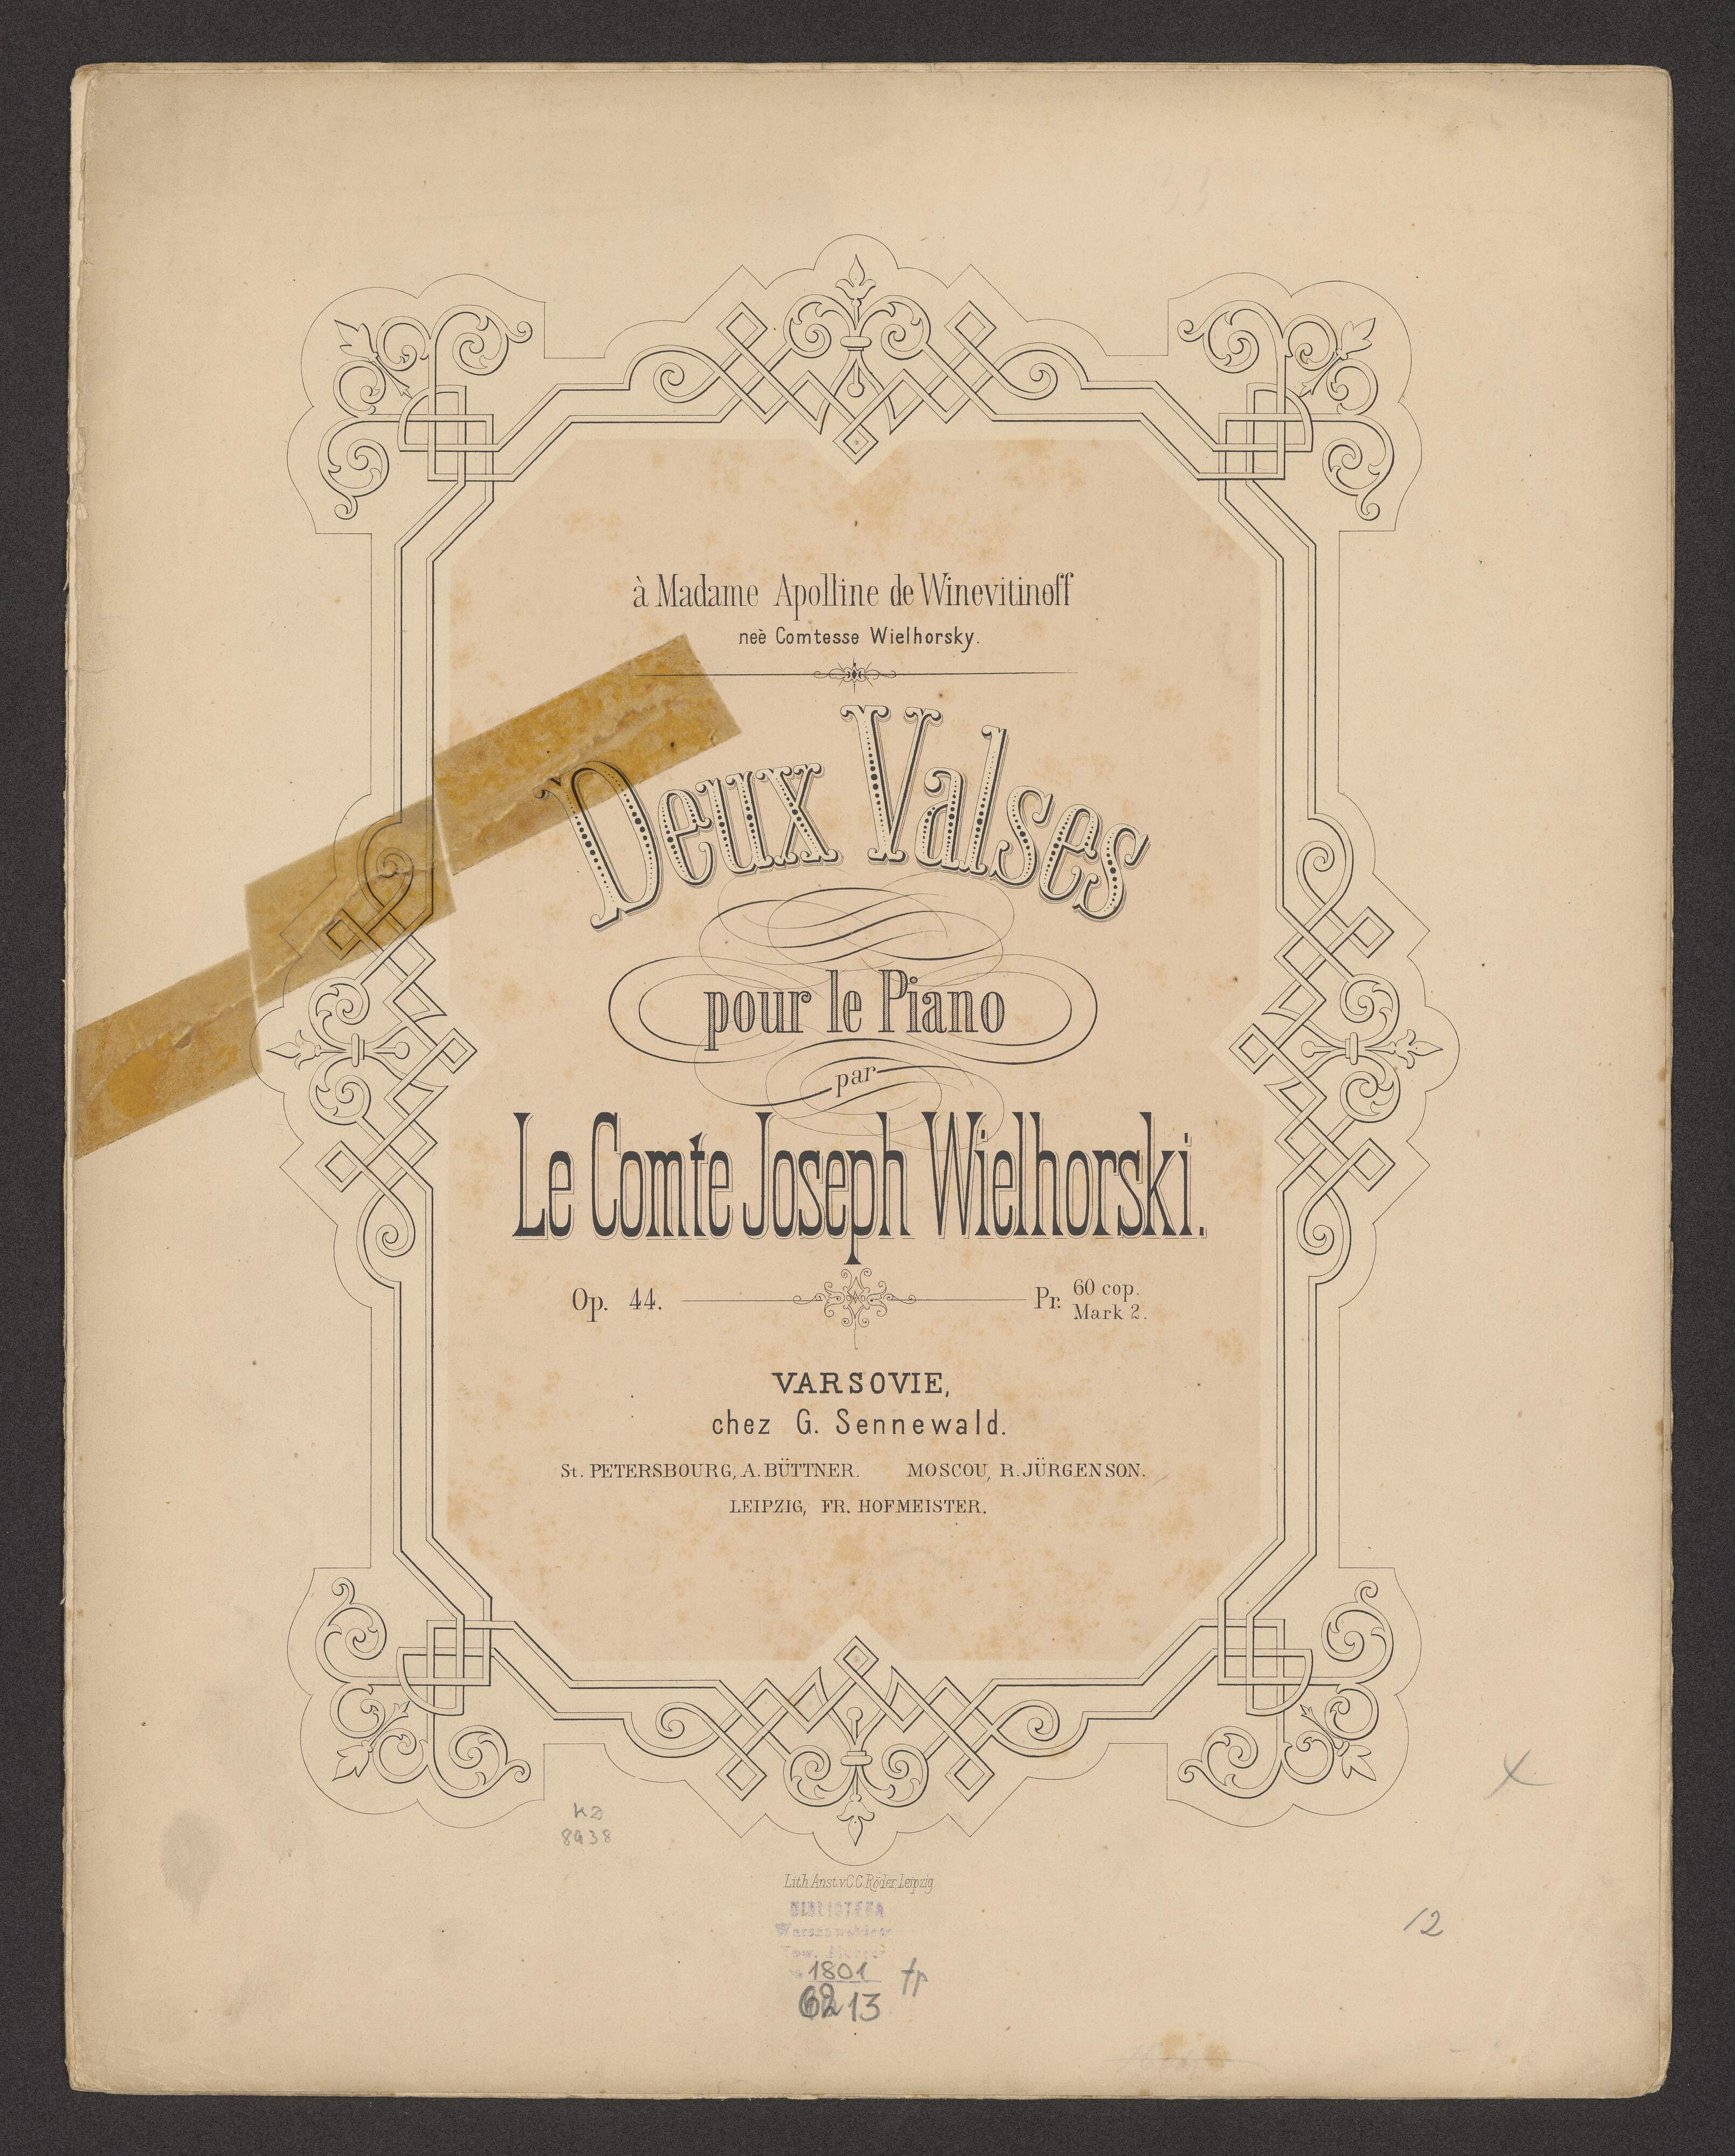 à Madame Apolline de Winevitinoff
neè Comtesse Wielhorsky.
Deux Valses
pour le Piano
par
Le Comte Joseph Wielhorski.
Op. 44.
Pr. 60 cop.
Mark 2.
VARSOVIE,
chez G. Sennewald.
St. PETERSBOURG, A. BÜTTNER. MOSCOU, R. JÜRGENSON.
LEIPZIG, FR. HOFMEISTER.
8938
Lith. Anst. v. C. G. Röder, Leipzig
BIBLIOTEKA
1801
6213
12